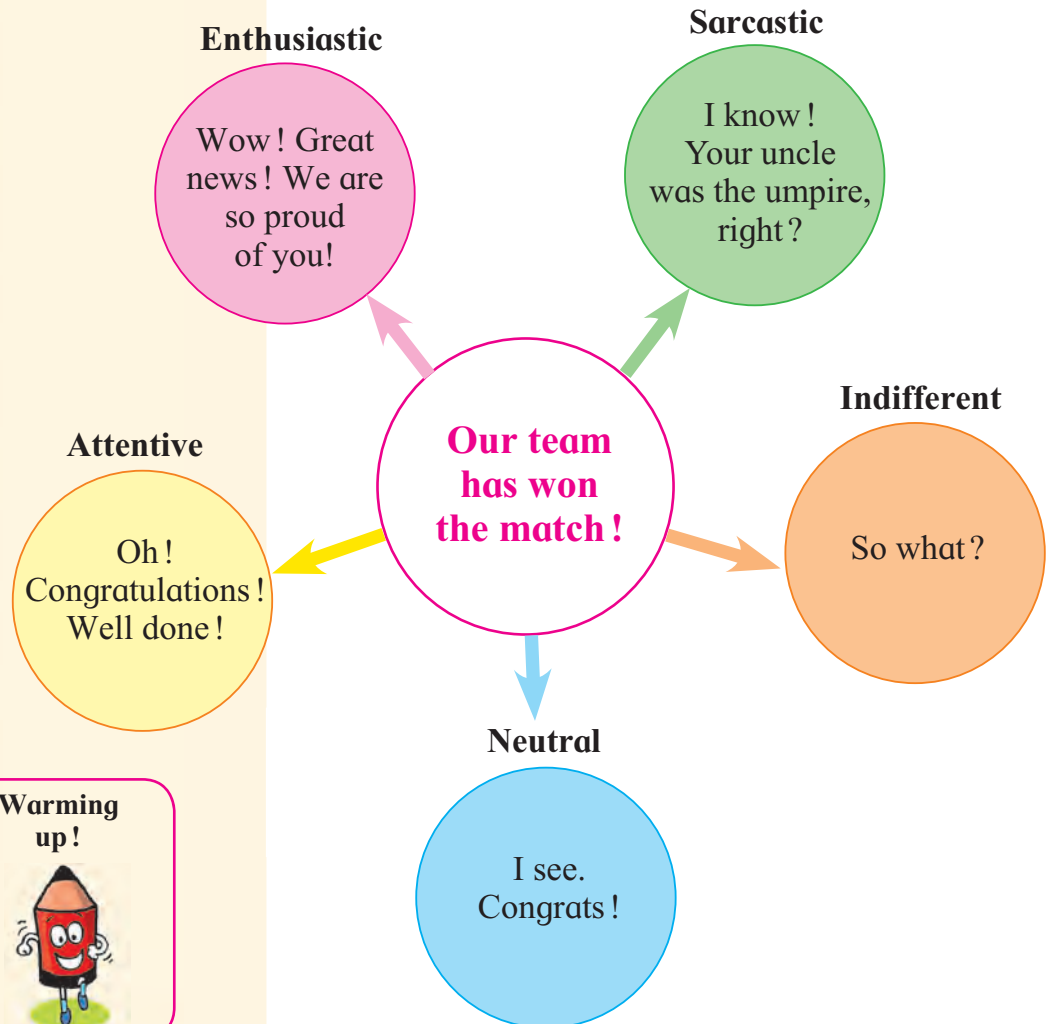 Enthusiastic
Wow! Great
news! We are
so proud
of you!
Sarcastic
I know!
Your uncle
was the umpire,
right?
Attentive
Oh!
Congratulations!
Well done!
Our team
has won
the match!
Indifferent
So what?
Neutral
I see.
Congrats!
Warming
up!